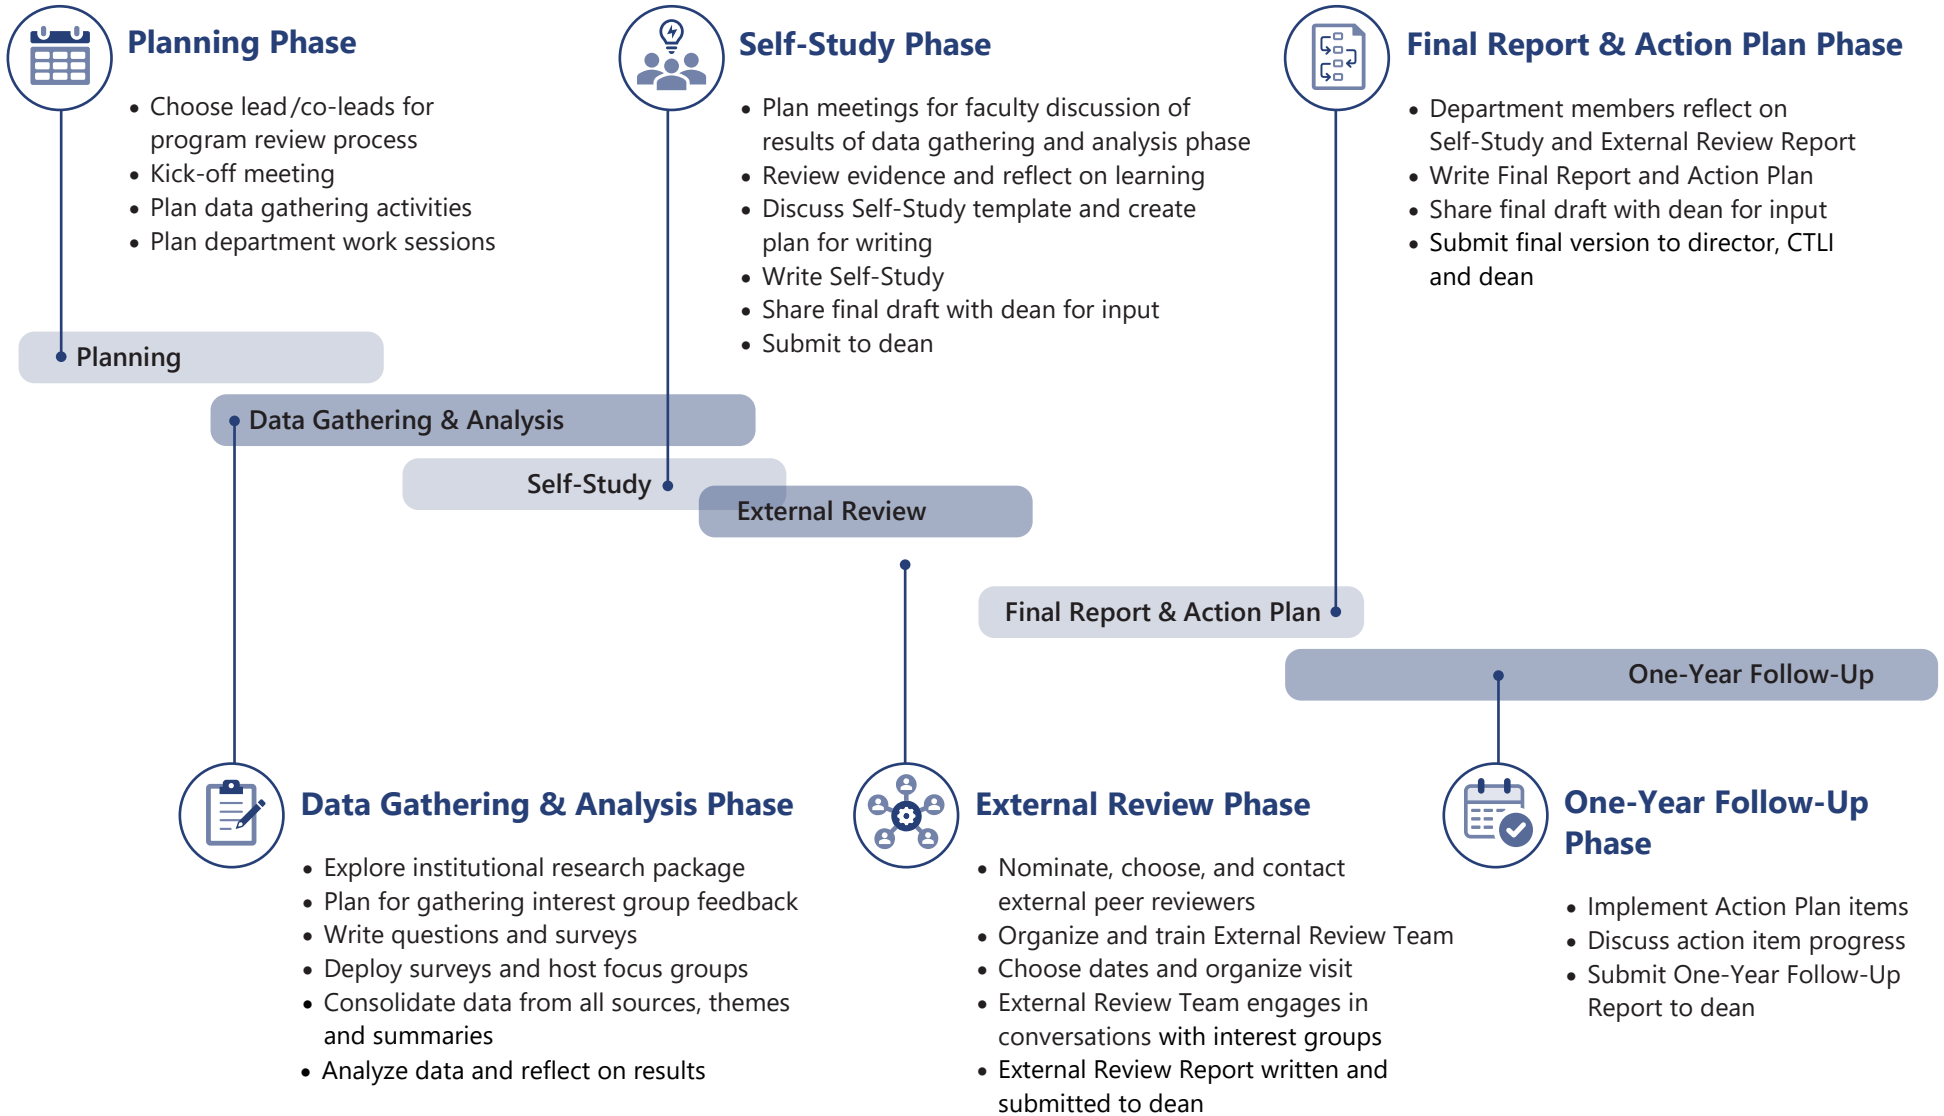 Planning Phase
• Choose lead/co-leads for
program review process
• Kick-off meeting
• Plan data gathering activities
• Plan department work sessions
Self-Study Phase
• Plan meetings for faculty discussion of
results of data gathering and analysis phase
• Review evidence and reflect on learning
• Discuss Self-Study template and create
plan for writing
• Write Self-Study
• Share final draft with dean for input
• Submit to dean
Final Report & Action Plan Phase
• Department members reflect on
Self-Study and External Review Report
• Write Final Report and Action Plan
• Share final draft with dean for input
• Submit final version to director, CTLI
and dean
Planning
Data Gathering & Analysis
Self-Study
External Review
Final Report & Action Plan
One-Year Follow-Up
Data Gathering & Analysis Phase
• Explore institutional research package
• Plan for gathering interest group feedback
• Write questions and surveys
• Deploy surveys and host focus groups
• Consolidate data from all sources, themes
and summaries
• Analyze data and reflect on results
External Review Phase
• Nominate, choose, and contact
external peer reviewers
• Organize and train External Review Team
• Choose dates and organize visit
• External Review Team engages in
conversations with interest groups
• External Review Report written and
submitted to dean
One-Year Follow-Up
Phase
• Implement Action Plan items
• Discuss action item progress
• Submit One-Year Follow-Up
Report to dean